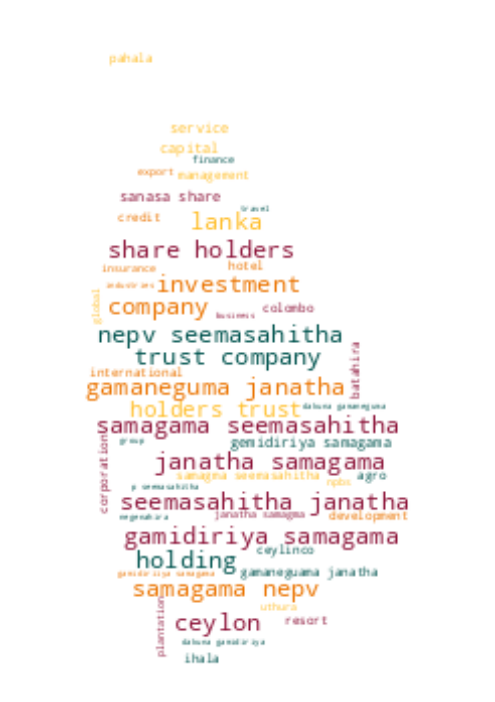 pahala
service
capital
finance
export management
sanasa share
travel
credit
lanka
share holders
insurance
hotel
industries
investment
global
company
colombo
business
nepv seemasahitha
trust company
batahira
international
gamaneguma janatha
holders trust
dakuna gamaneguma
samagama seemasahitha
group
gemidiriya samagama
corporation
janatha samagama
samagma seemasahitha
agro
npbs
p seemasahitha
seemasahitha janatha
negenahira
janatha samagma
development
gamidiriya samagama
ceylinco
holding
gamidiriya samagama
gamaneguama janatha
samagama nepv
uthura
plantation
ceylon
resort
dakuna gamidiriya
ihala